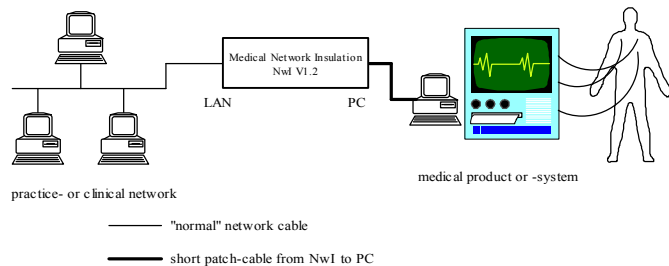 Medical Network Insulation
NwI V1.2
LAN
PC
practice- or clinical network
medical product or -system
"normal" network cable
short patch-cable from NwI to PC